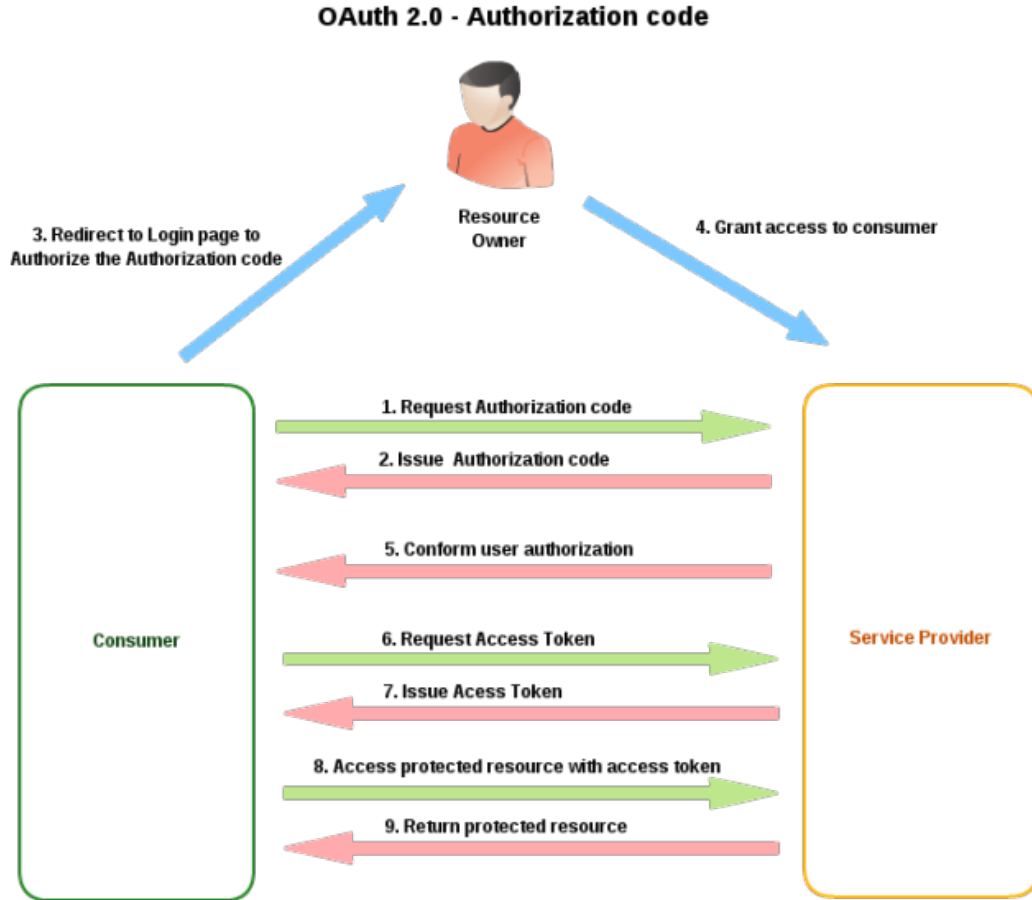 OAuth 2.0 - Authorization code
Resource
Owner
3. Redirect to Login page to
Authorize the Authorization code
4. Grant access to consumer
1. Request Authorization code
2. Issue  Authorization code
5. Conform user authorization
Consumer
6. Request Access Token
Service Provider
7. Issue Acess Token
8. Access protected resource with access token
9. Return protected resource